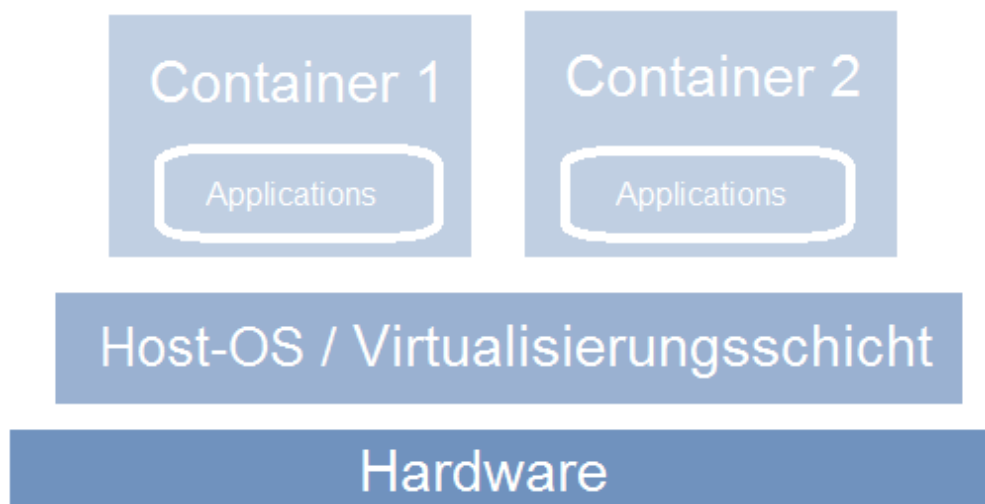 Container 1
Container 2
Applications
Applications
Host-OS / Virtualisierungsschicht
Hardware